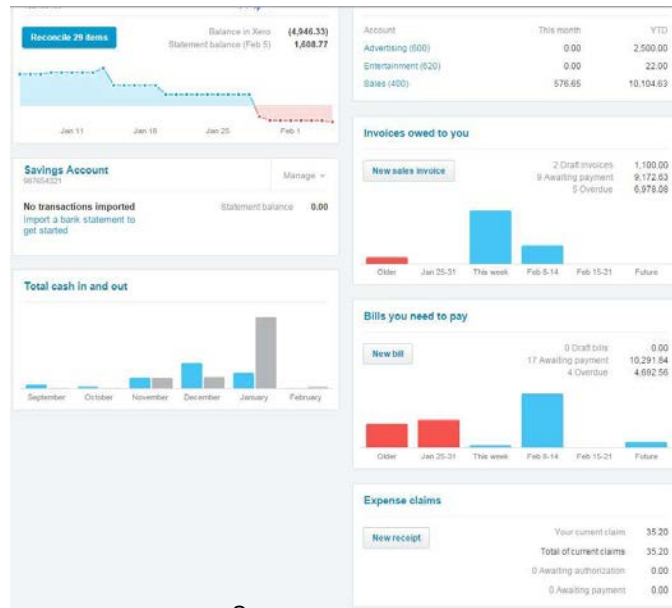 Reconcile 29 items
Balance in Xero (4,946.33)
Statement balance (Feb 5) 1,608.77
Jan 11 Jan 18 Jan 25 Feb 1
Savings Account
987654321
Manage
No transactions imported
Import a bank statement to
get started
Statement balance 0.00
Total cash in and out
September October November December January February
Account This month YTD
Advertising (600) 0.00 2,500.00
Entertainment (620) 0.00 22.00
Sales (400) 576.65 10,104.63
Invoices owed to you
New sales invoice
2 Draft invoices 1,100.00
9 Awaiting payment 9,172.63
5 Overdue 6,978.08
Older Jan 25-31 This week Feb 8-14 Feb 15-21 Future
Bills you need to pay
New bill
0 Draft bills 0.00
17 Awaiting payment 10,291.84
4 Overdue 4,692.56
Older Jan 25-31 This week Feb 8-14 Feb 15-21 Future
Expense claims
New receipt
Your current claim 35.20
Total of current claims 35.20
0 Awaiting authorization 0.00
0 Awaiting payment 0.00